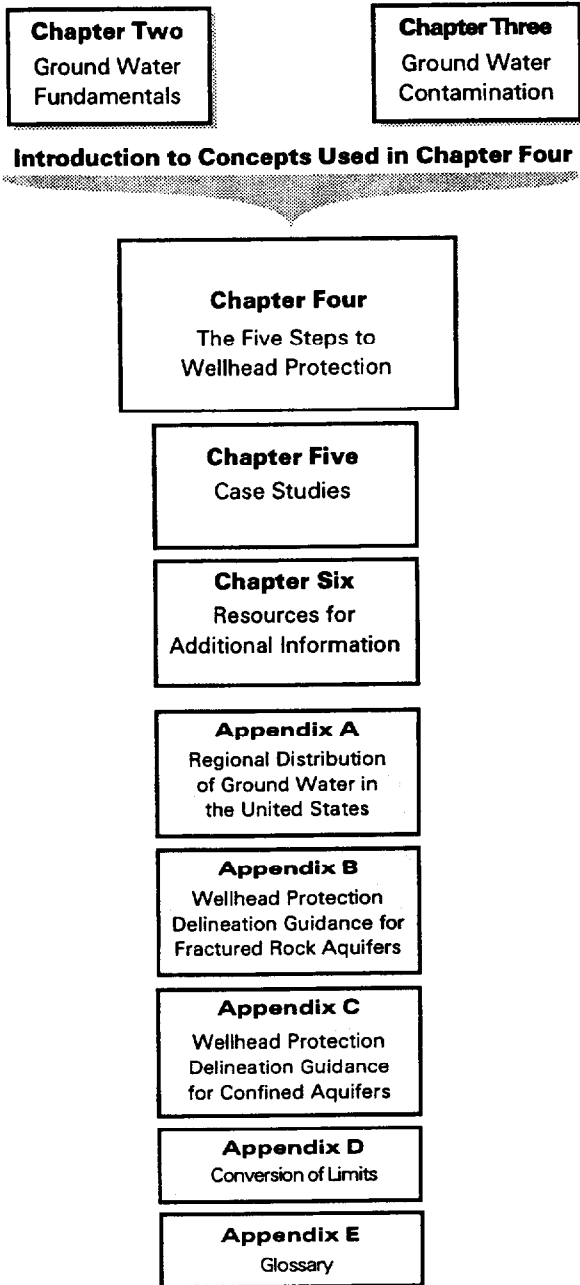 Chapter Two
Ground Water
Fundamentals
Chapter Three
Ground Water
Contamination
Introduction to Concepts Used in Chapter Four
Chapter Four
The Five Steps to
Wellhead Protection
Chapter Five
Case Studies
Chapter Six
Resources for
Additional Information
Appendix A
Regional Distribution
of Ground Water in
the United States
Appendix B
Wellhead Protection
Delineation Guidance for
Fractured Rock Aquifers
Appendix C
Wellhead Protection
Delineation Guidance
for Confined Aquifers
Appendix D
Conversion of Limits
Appendix E
Glossary